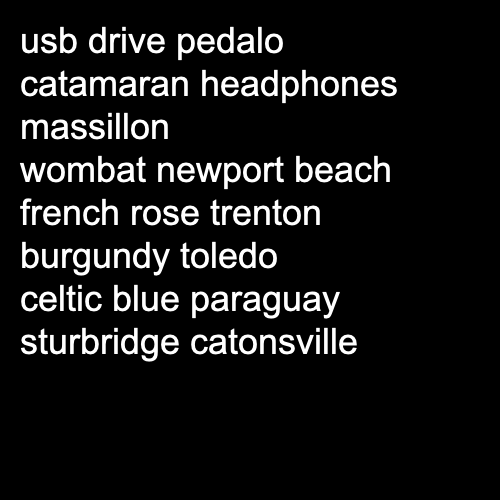 usb drive pedalo
catamaran headphones
massillon
wombat newport beach
french rose trenton
burgundy toledo
celtic blue paraguay
sturbridge catonsville